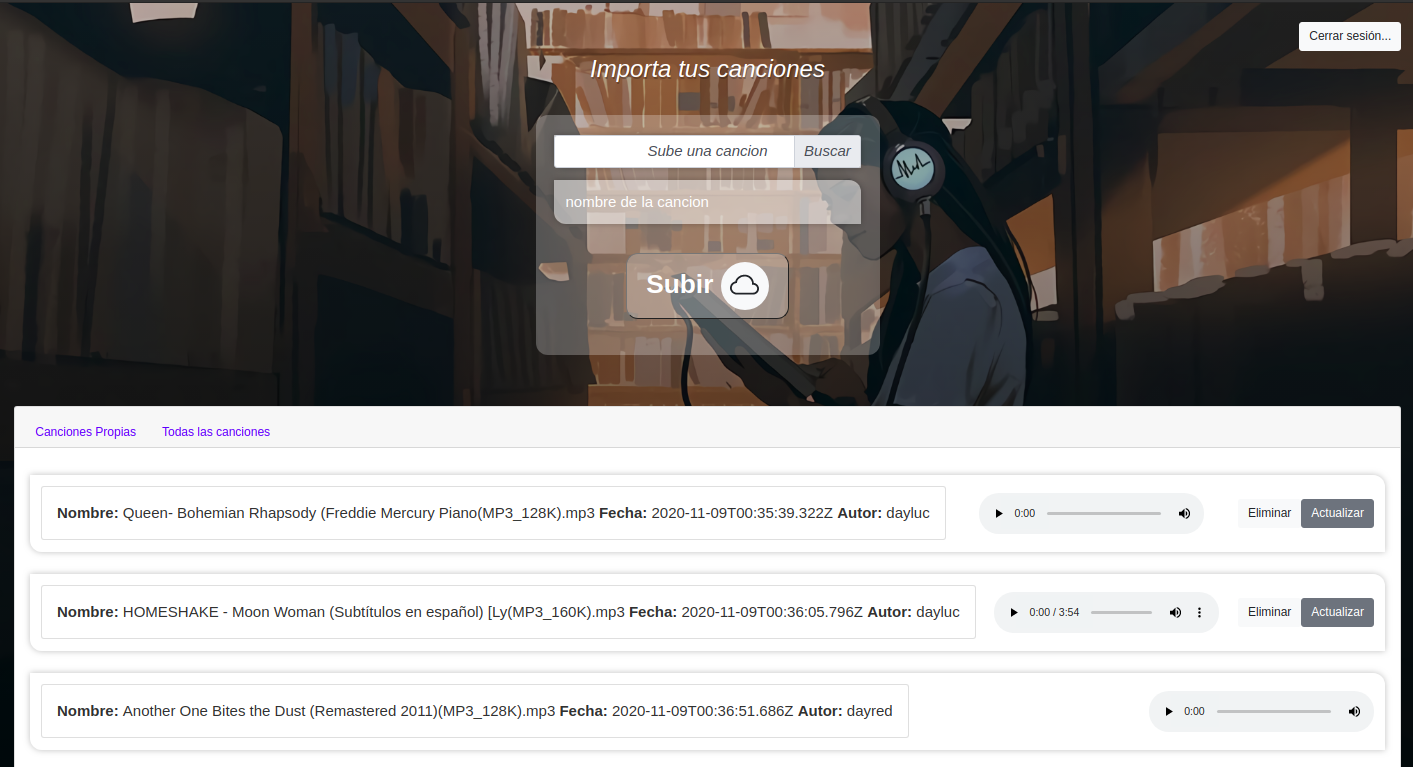 Cerrar sesión...
Importa tus canciones
Sube una cancion Buscar
nombre de la cancion
Subir
Canciones Propias Todas las canciones
Nombre: Queen- Bohemian Rhapsody (Freddie Mercury Piano(MP3_128K).mp3 Fecha: 2020-11-09T00:35:39.322Z Autor: dayluc 0:00 Eliminar Actualizar
Nombre: HOMESHAKE - Moon Woman (Subtítulos en español) [Ly(MP3_160K).mp3 Fecha: 2020-11-09T00:36:05.796Z Autor: dayluc 0:00 / 3:54 Eliminar Actualizar
Nombre: Another One Bites the Dust (Remastered 2011)(MP3_128K).mp3 Fecha: 2020-11-09T00:36:51.686Z Autor: dayred 0:00